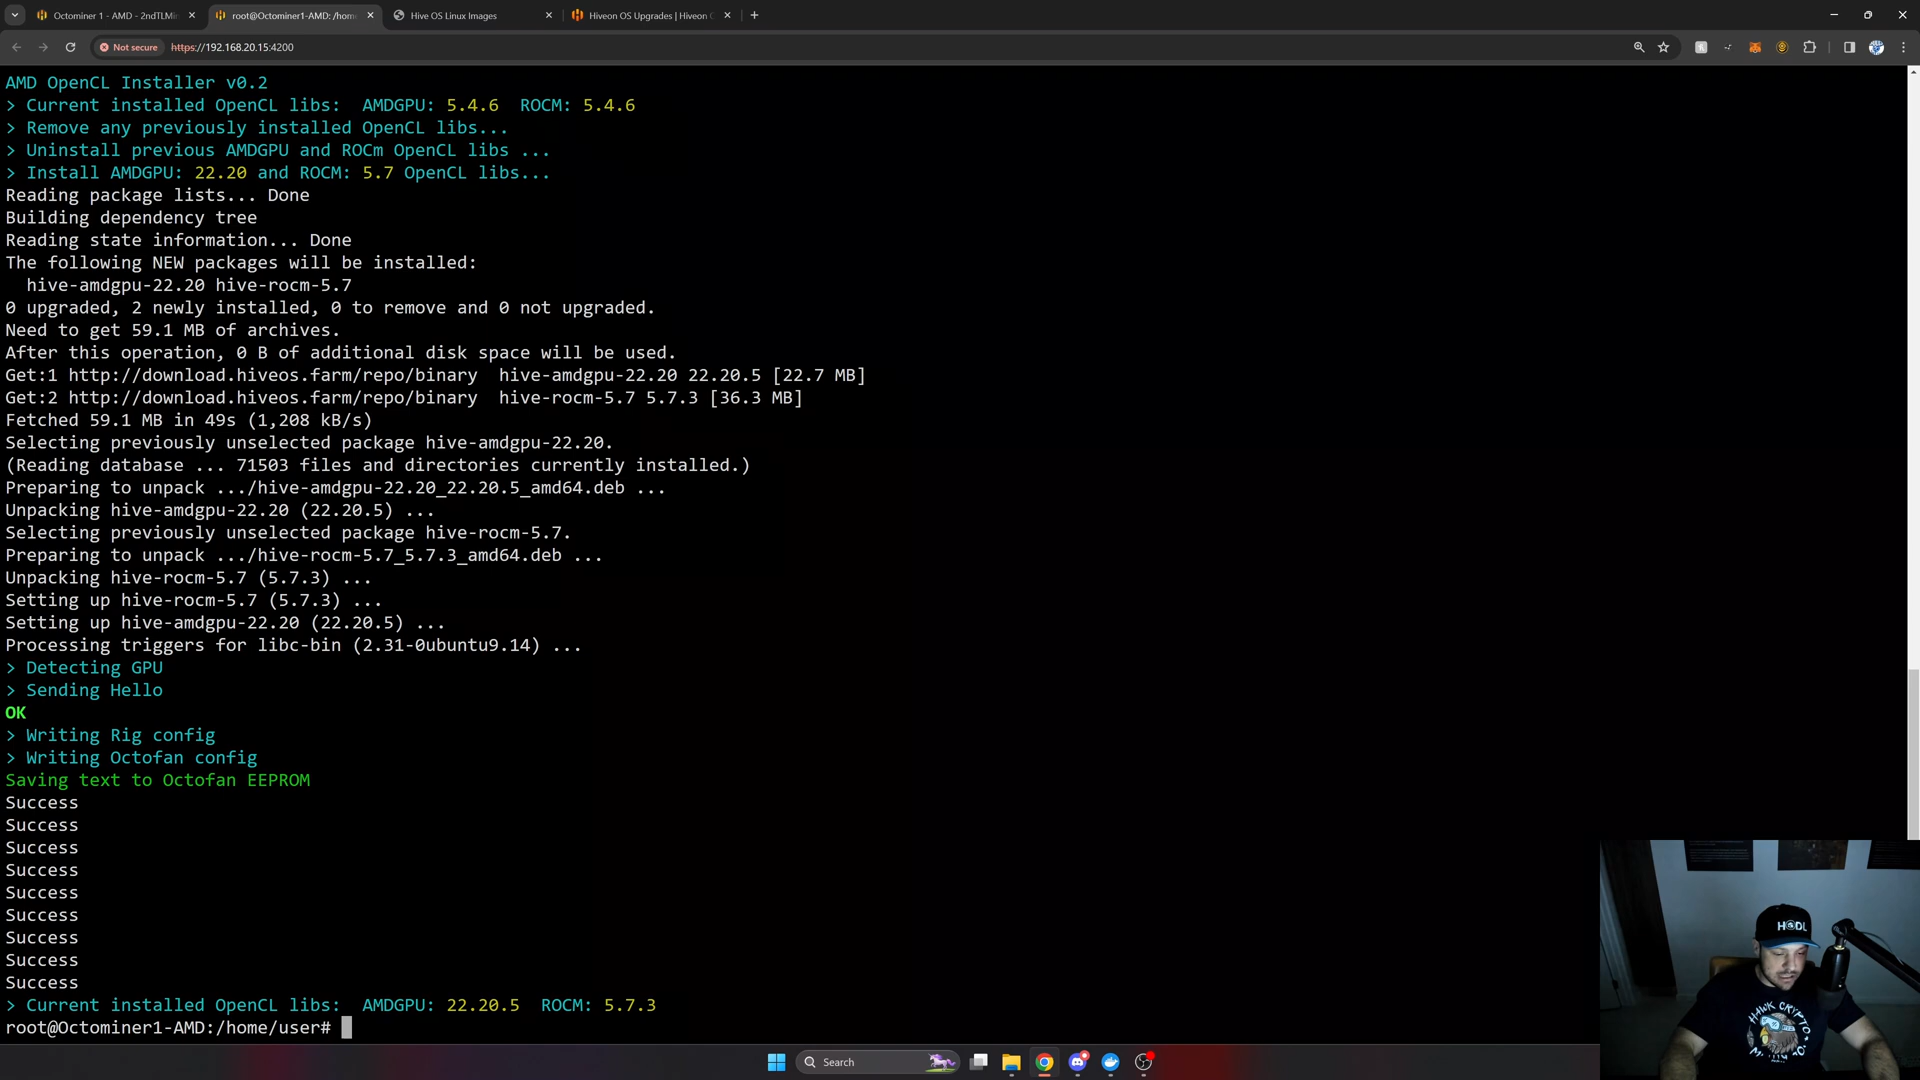 Octominer 1 - AMD - 2ndTLMin
root@Octominer1-AMD: /home
Hive OS Linux Images
Hiveon OS Upgrades | Hiveon O
Not secure
https://192.168.20.15:4200
AMD OpenCL Installer v0.2
> Current installed OpenCL libs:  AMDGPU: 5.4.6  ROCM: 5.4.6
> Remove any previously installed OpenCL libs...
> Uninstall previous AMDGPU and ROCm OpenCL libs ...
> Install AMDGPU: 22.20 and ROCM: 5.7 OpenCL libs...
Reading package lists... Done
Building dependency tree
Reading state information... Done
The following NEW packages will be installed:
  hive-amdgpu-22.20 hive-rocm-5.7
0 upgraded, 2 newly installed, 0 to remove and 0 not upgraded.
Need to get 59.1 MB of archives.
After this operation, 0 B of additional disk space will be used.
Get:1 http://download.hiveos.farm/repo/binary  hive-amdgpu-22.20 22.20.5 [22.7 MB]
Get:2 http://download.hiveos.farm/repo/binary  hive-rocm-5.7 5.7.3 [36.3 MB]
Fetched 59.1 MB in 49s (1,208 kB/s)
Selecting previously unselected package hive-amdgpu-22.20.
(Reading database ... 71503 files and directories currently installed.)
Preparing to unpack .../hive-amdgpu-22.20_22.20.5_amd64.deb ...
Unpacking hive-amdgpu-22.20 (22.20.5) ...
Selecting previously unselected package hive-rocm-5.7.
Preparing to unpack .../hive-rocm-5.7_5.7.3_amd64.deb ...
Unpacking hive-rocm-5.7 (5.7.3) ...
Setting up hive-rocm-5.7 (5.7.3) ...
Setting up hive-amdgpu-22.20 (22.20.5) ...
Processing triggers for libc-bin (2.31-0ubuntu9.14) ...
> Detecting GPU
> Sending Hello
OK
> Writing Rig config
> Writing Octofan config
Saving text to Octofan EEPROM
Success
Success
Success
Success
Success
Success
Success
Success
Success
> Current installed OpenCL libs:  AMDGPU: 22.20.5  ROCM: 5.7.3
root@Octominer1-AMD:/home/user#
HODL
HAWK CRYPTO
Search